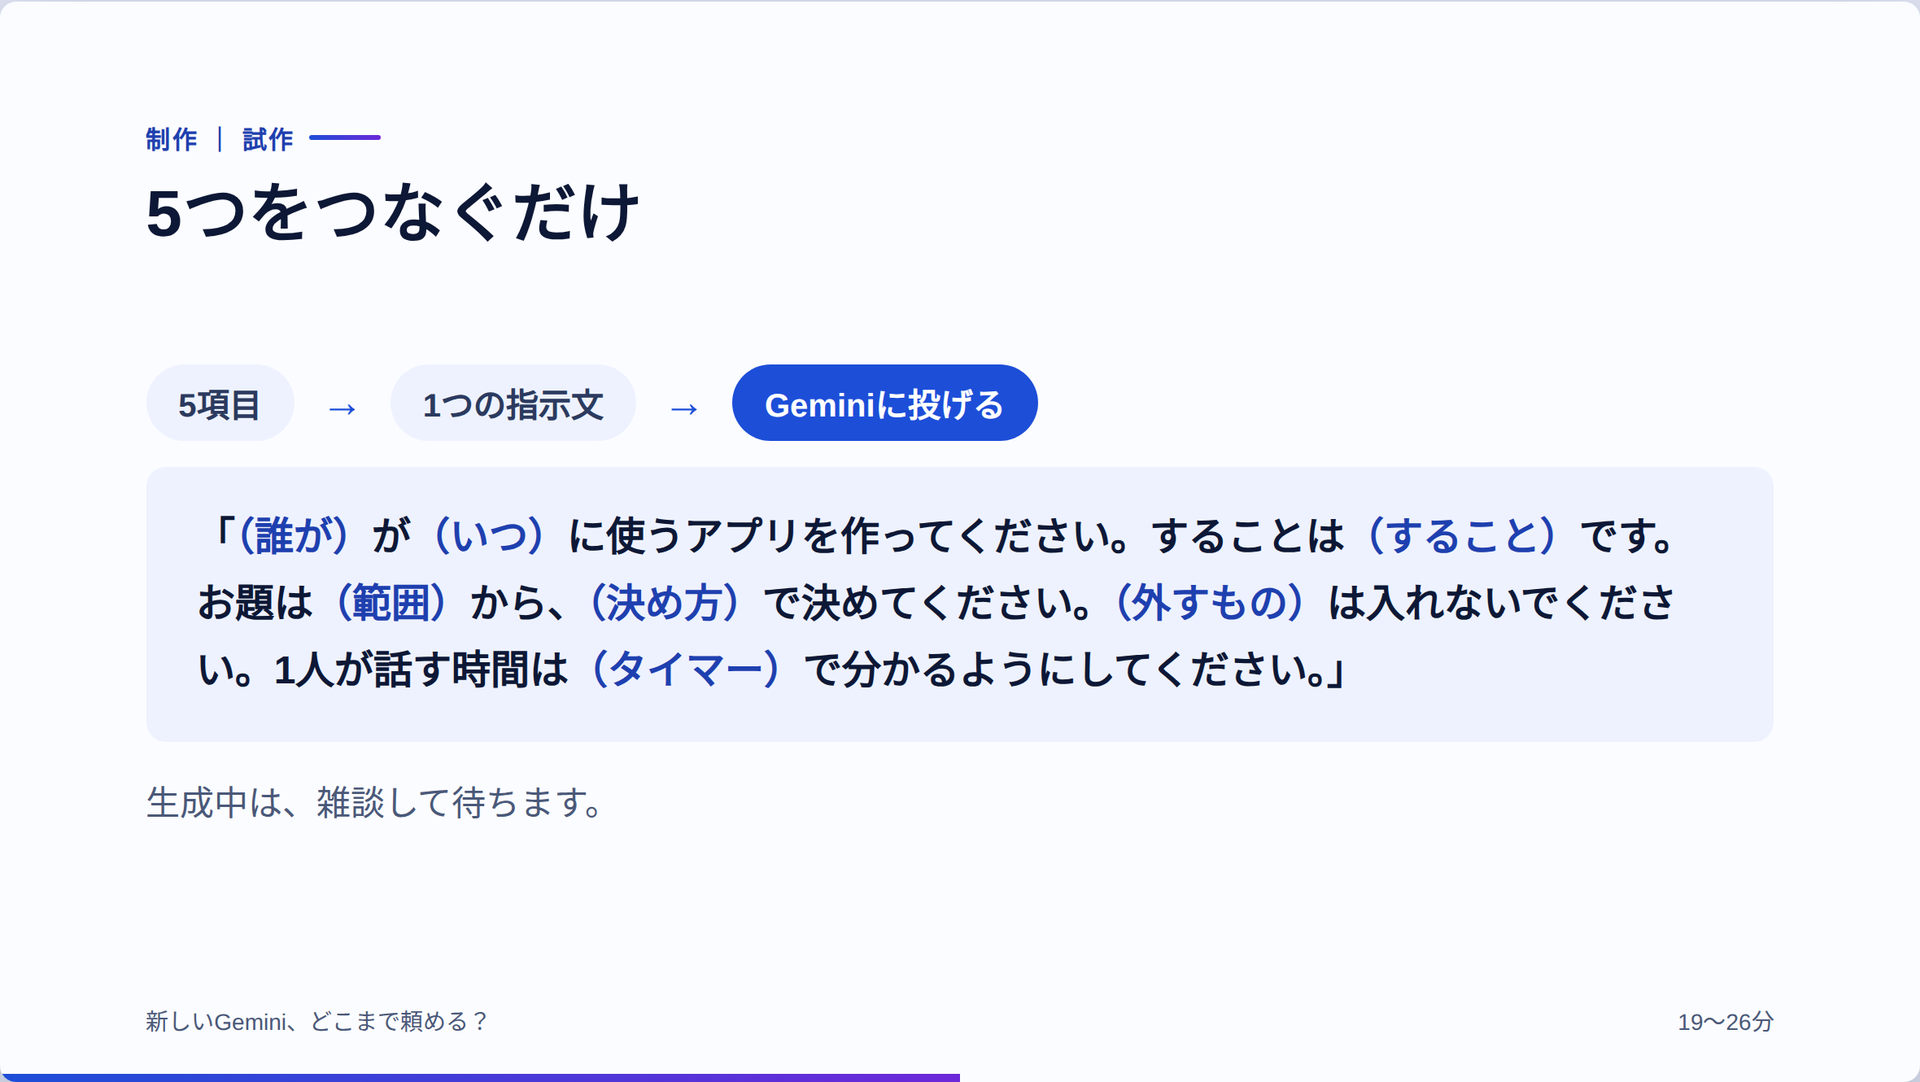 制作 ｜ 試作
5つをつなぐだけ
5項目 → 1つの指示文 → Geminiに投げる
「（誰が）が（いつ）に使うアプリを作ってください。することは（すること）です。
お題は（範囲）から、（決め方）で決めてください。（外すもの）は入れないでくださ
い。1人が話す時間は（タイマー）で分かるようにしてください。」
生成中は、雑談して待ちます。
新しいGemini、どこまで頼める？
19〜26分